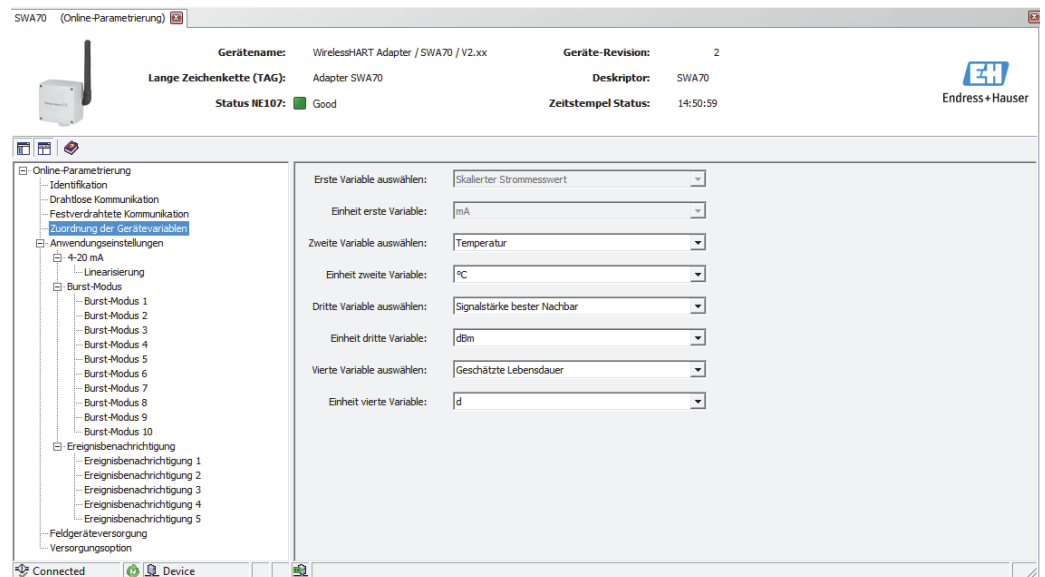 SWA70 (Online-Parametrierung)
Gerätename: WirelessHART Adapter / SWA70 / V2.xx Geräte-Revision: 2
Lange Zeichenkette (TAG): Adapter SWA70 Deskriptor: SWA70
Status NE107: Good Zeitstempel Status: 14:50:59
EH
Endress+Hauser
Online-Parametrierung
Identifikation
Drahtlose Kommunikation
Festverdrahtete Kommunikation
Zuordnung der Gerätevariablen
Anwendungseinstellungen
4-20 mA
Linearisierung
Burst-Modus
Burst-Modus 1
Burst-Modus 2
Burst-Modus 3
Burst-Modus 4
Burst-Modus 5
Burst-Modus 6
Burst-Modus 7
Burst-Modus 8
Burst-Modus 9
Burst-Modus 10
Ereignisbenachrichtigung
Ereignisbenachrichtigung 1
Ereignisbenachrichtigung 2
Ereignisbenachrichtigung 3
Ereignisbenachrichtigung 4
Ereignisbenachrichtigung 5
Feldgeräteversorgung
Versorgungsoption
Erste Variable auswählen: Skalierter Strommesswert
Einheit erste Variable: mA
Zweite Variable auswählen: Temperatur
Einheit zweite Variable: °C
Dritte Variable auswählen: Signalstärke bester Nachbar
Einheit dritte Variable: dBm
Vierte Variable auswählen: Geschätzte Lebensdauer
Einheit vierte Variable: d
Connected Device